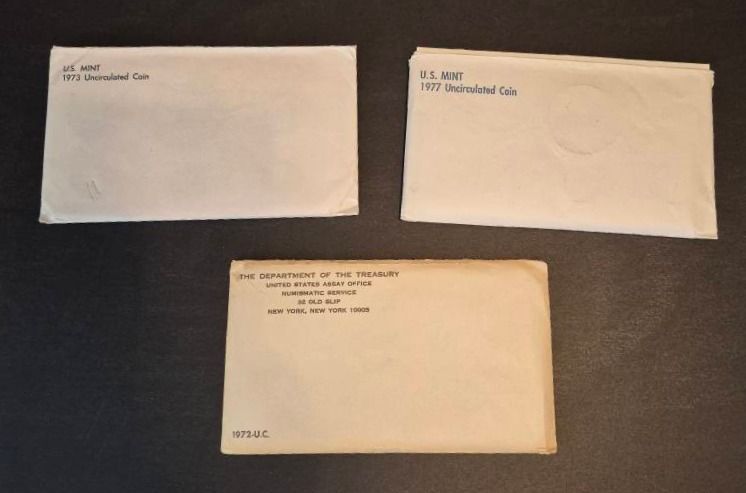 U.S. MINT
1973 Uncirculated Coin
U.S. MINT
1977 Uncirculated Coin
THE DEPARTMENT OF THE TREASURY
UNITED STATES ASSAY OFFICE
NUMISMATIC SERVICE
32 OLD SLIP
NEW YORK, NEW YORK 10005
1972-U.C.